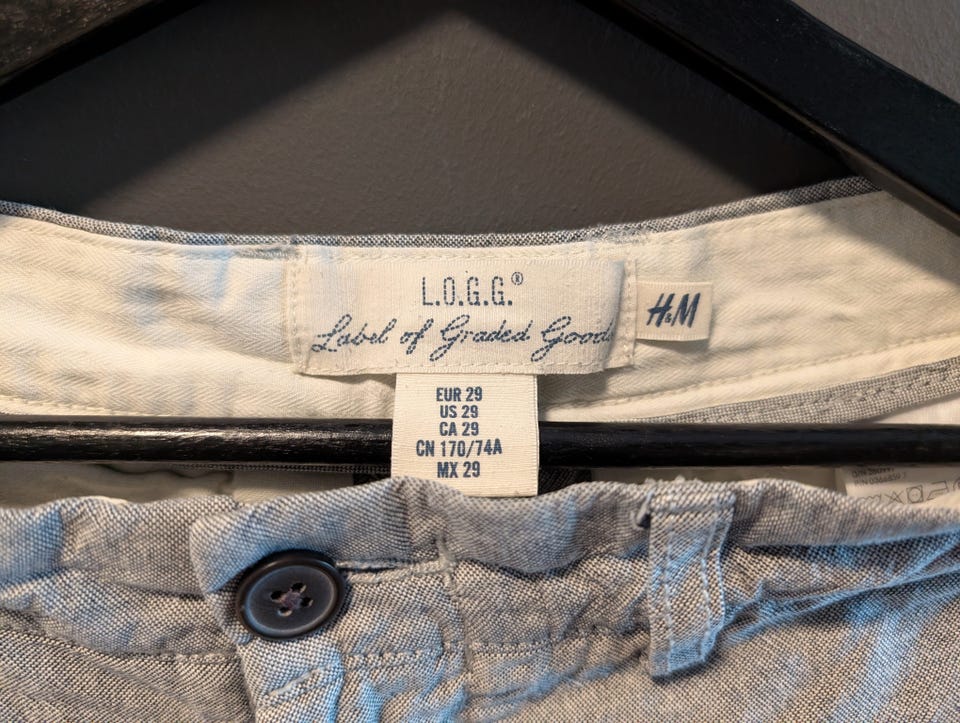 L.O.G.G.®
Label of Graded Goods
H&M
EUR 29
US 29
CA 29
CN 170/74A
MX 29